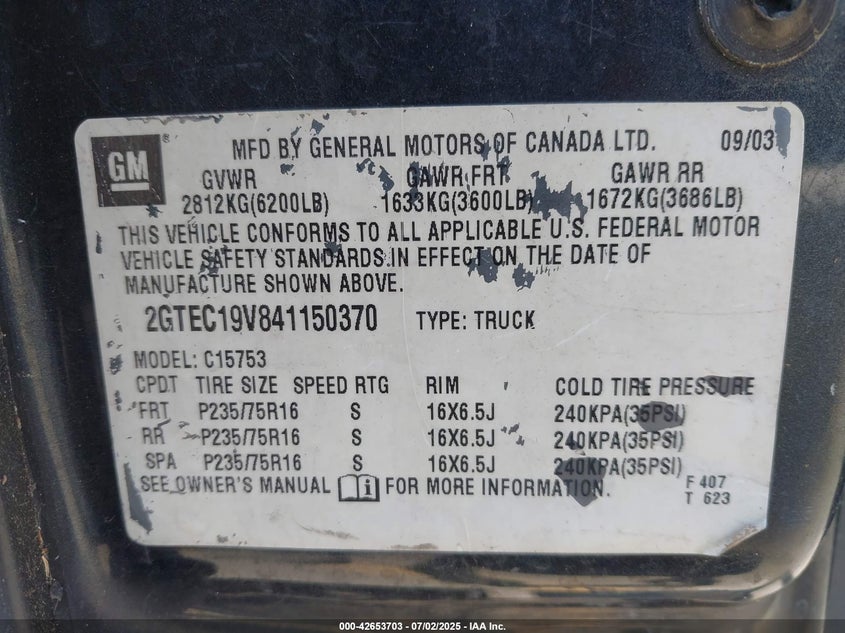 GM
MFD BY GENERAL MOTORS OF CANADA LTD. 09/03
GVWR GAWR FRT GAWR RR
2812KG(6200LB) 1633KG(3600LB) 1672KG(3686LB)
THIS VEHICLE CONFORMS TO ALL APPLICABLE U.S. FEDERAL MOTOR
VEHICLE SAFETY STANDARDS IN EFFECT ON THE DATE OF
MANUFACTURE SHOWN ABOVE.
2GTEC19V841150370 TYPE: TRUCK
MODEL: C15753
CPDT TIRE SIZE SPEED RTG RIM COLD TIRE PRESSURE
FRT P235/75R16 S 16X6.5J 240KPA(35PSI)
RR P235/75R16 S 16X6.5J 240KPA(35PSI)
SPA P235/75R16 S 16X6.5J 240KPA(35PSI)
SEE OWNER'S MANUAL i FOR MORE INFORMATION.
F 407
T 623
000-42653703 - 07/02/2025 - IAA Inc.